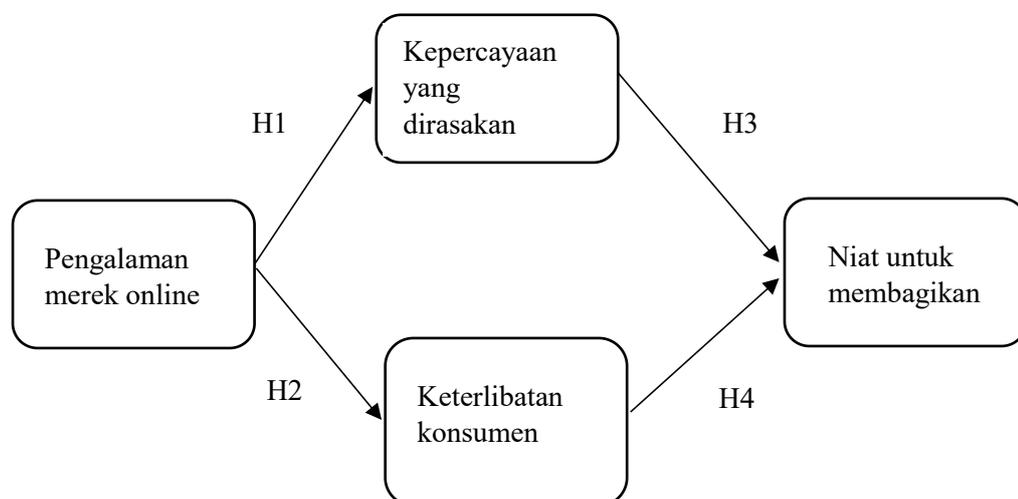 Kepercayaan
yang
dirasakan
H1
H3
Pengalaman
merek online
Niat untuk
membagikan
H2
Keterlibatan
konsumen
H4